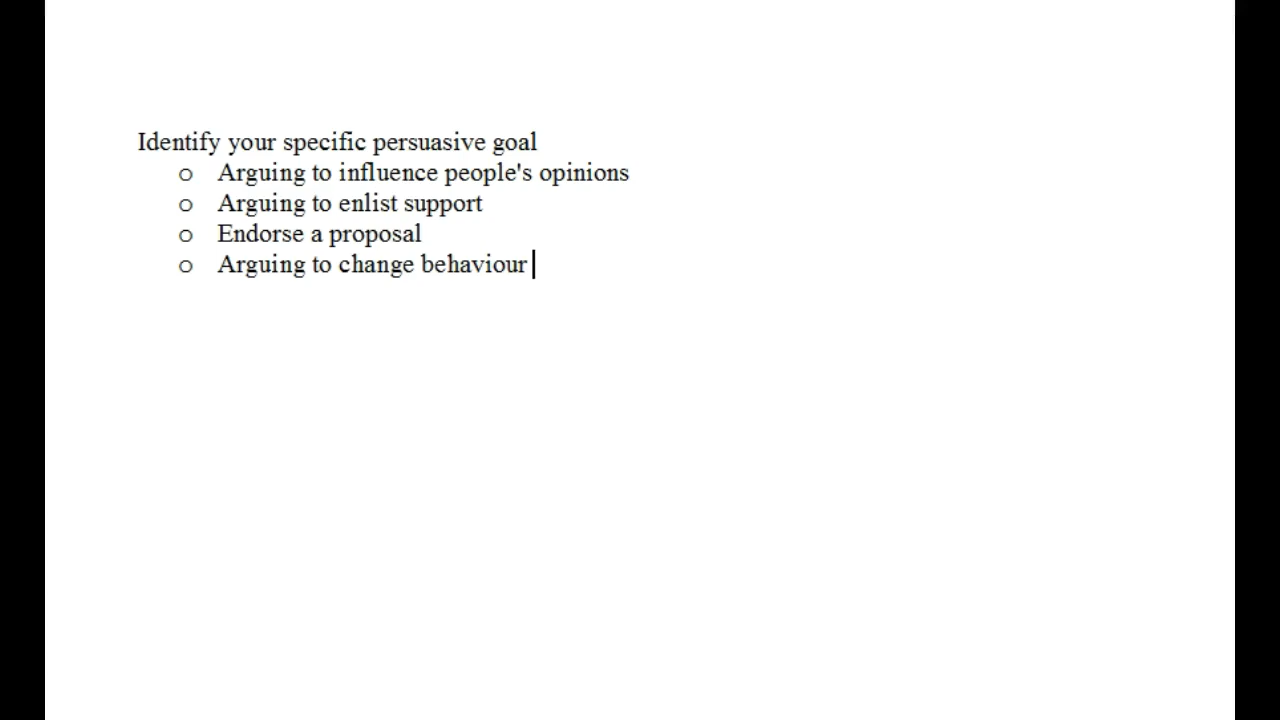 Identify your specific persuasive goal
o Arguing to influence people's opinions
o Arguing to enlist support
o Endorse a proposal
o Arguing to change behaviour